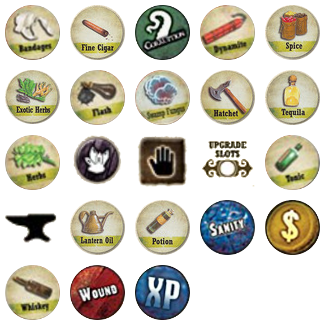 Bandages
Fine Cigar
Corruption
Dynamite
Spice
Exotic Herbs
Flash
Swamp Fungus
Hatchet
Tequila
Herbs
UPGRADE
SLOTS
Tonic
Lantern Oil
Potion
SANITY
$
Whiskey
WOUND
XP